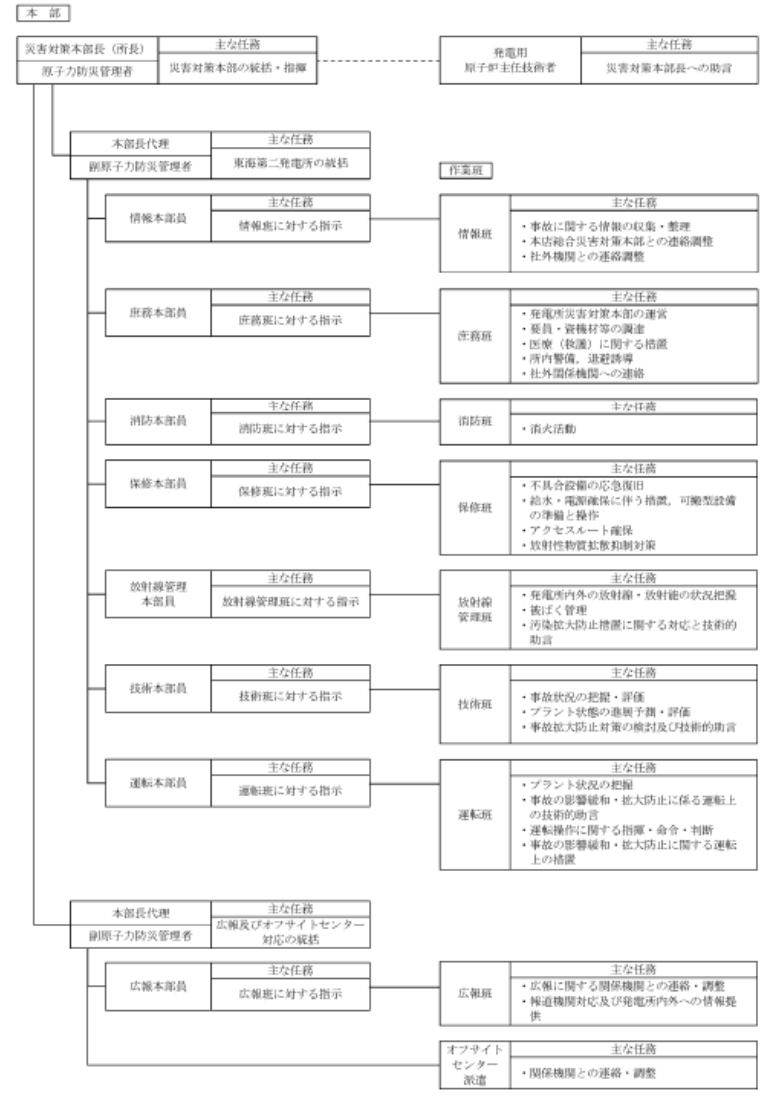 本 部
災害対策本部長（所長）
原子力防災管理者
主な任務
災害対策本部の統括・指揮
発電用
原子炉主任技術者
主な任務
災害対策本部長への助言
本部長代理
副原子力防災管理者
主な任務
東海第二発電所の統括
作業班
情報本部員
主な任務
情報班に対する指示
情報班
主な任務
・事故に関する情報の収集・整理
・本店総合災害対策本部との連絡調整
・社外機関との連絡調整
庶務本部員
主な任務
庶務班に対する指示
庶務班
主な任務
・発電所災害対策本部の運営
・要員・資機材等の調達
・医療（救護）に関する措置
・所内警備，退避誘導
・社外関係機関への連絡
消防本部員
主な任務
消防班に対する指示
消防班
主な任務
・消火活動
保修本部員
主な任務
保修班に対する指示
保修班
主な任務
・不具合設備の応急復旧
・給水・電源確保に伴う措置，可搬型設備
の準備と操作
・アクセスルート確保
・放射性物質拡散抑制対策
放射線管理
本部員
主な任務
放射線管理班に対する指示
放射線
管理班
主な任務
・発電所内外の放射線・放射能の状況把握
・被ばく管理
・汚染拡大防止措置に関する対応と技術的
助言
技術本部員
主な任務
技術班に対する指示
技術班
主な任務
・事故状況の把握・評価
・プラント状態の進展予測・評価
・事故拡大防止対策の検討及び技術的助言
運転本部員
主な任務
運転班に対する指示
運転班
主な任務
・プラント状況の把握
・事故の影響緩和・拡大防止に係る運転上
の技術的助言
・運転操作に関する指揮・命令・判断
・事故の影響緩和・拡大防止に関する運転
上の措置
本部長代理
副原子力防災管理者
主な任務
広報及びオフサイトセンター
対応の統括
広報本部員
主な任務
広報班に対する指示
広報班
主な任務
・広報に関する関係機関との連絡・調整
・報道機関対応及び発電所内外への情報提
供
オフサイト
センター
派遣
主な任務
・関係機関との連絡・調整